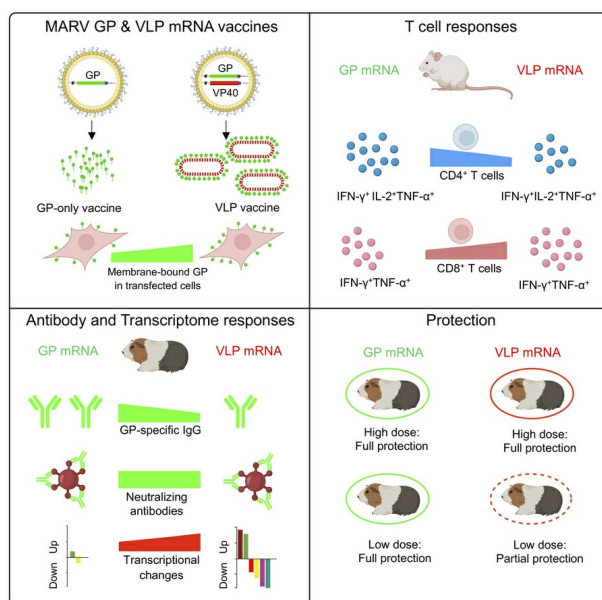 MARV GP & VLP mRNA vaccines
GP
GP
VP40
GP-only vaccine
VLP vaccine
Membrane-bound GP
in transfected cells
T cell responses
GP mRNA
VLP mRNA
CD4⁺ T cells
IFN-γ⁺ IL-2⁺TNF-α⁺
IFN-γ⁺IL-2⁺TNF-α⁺
CD8⁺ T cells
IFN-γ⁺TNF-α⁺
IFN-γ⁺TNF-α⁺
Antibody and Transcriptome responses
GP mRNA
VLP mRNA
GP-specific IgG
Neutralizing
antibodies
Up
Down
Transcriptional
changes
Up
Down
Protection
GP mRNA
VLP mRNA
High dose:
Full protection
High dose:
Full protection
Low dose:
Full protection
Low dose:
Partial protection